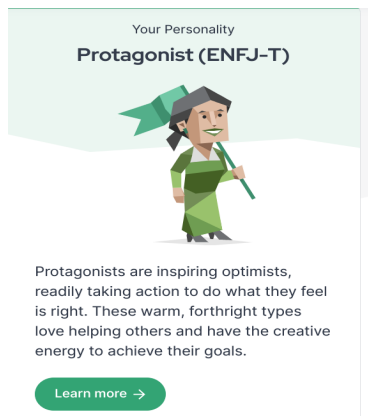 Your Personality
Protagonist (ENFJ-T)
Protagonists are inspiring optimists,
readily taking action to do what they feel
is right. These warm, forthright types
love helping others and have the creative
energy to achieve their goals.
Learn more →